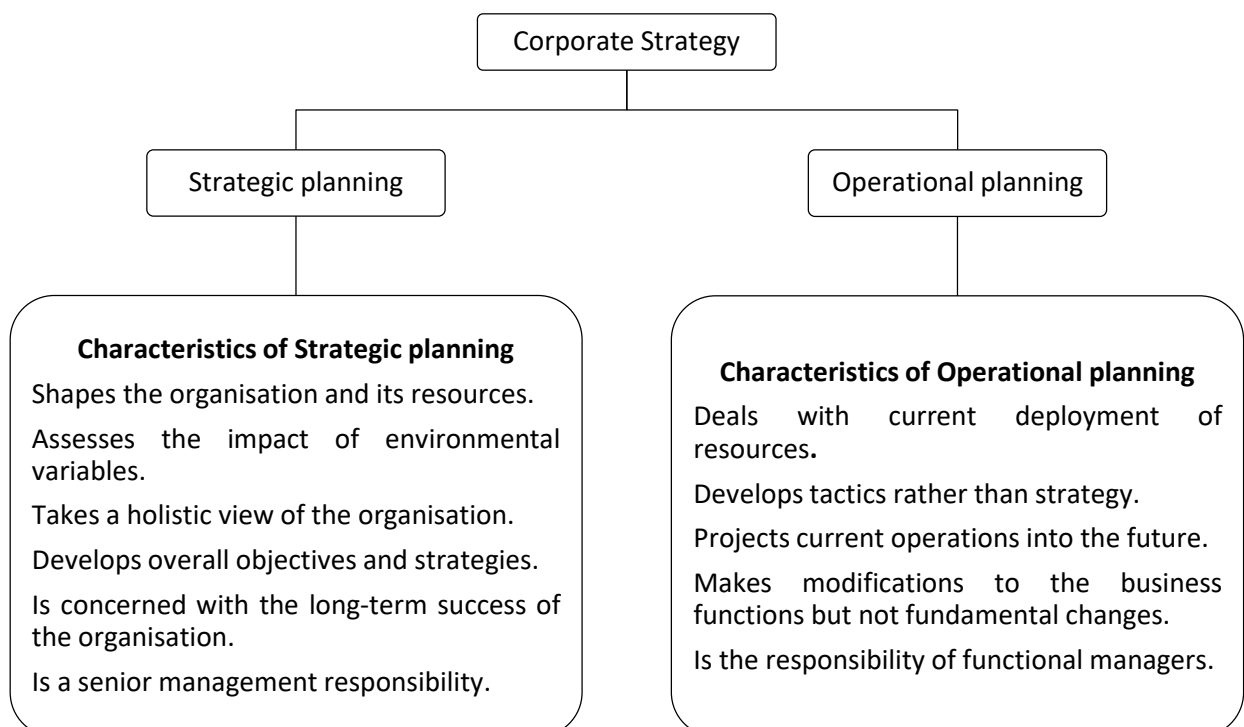 Corporate Strategy
Strategic planning
Operational planning
Characteristics of Strategic planning
Shapes the organisation and its resources.
Assesses the impact of environmental
variables.
Takes a holistic view of the organisation.
Develops overall objectives and strategies.
Is concerned with the long-term success of
the organisation.
Is a senior management responsibility.
Characteristics of Operational planning
Deals with current deployment of
resources.
Develops tactics rather than strategy.
Projects current operations into the future.
Makes modifications to the business
functions but not fundamental changes.
Is the responsibility of functional managers.